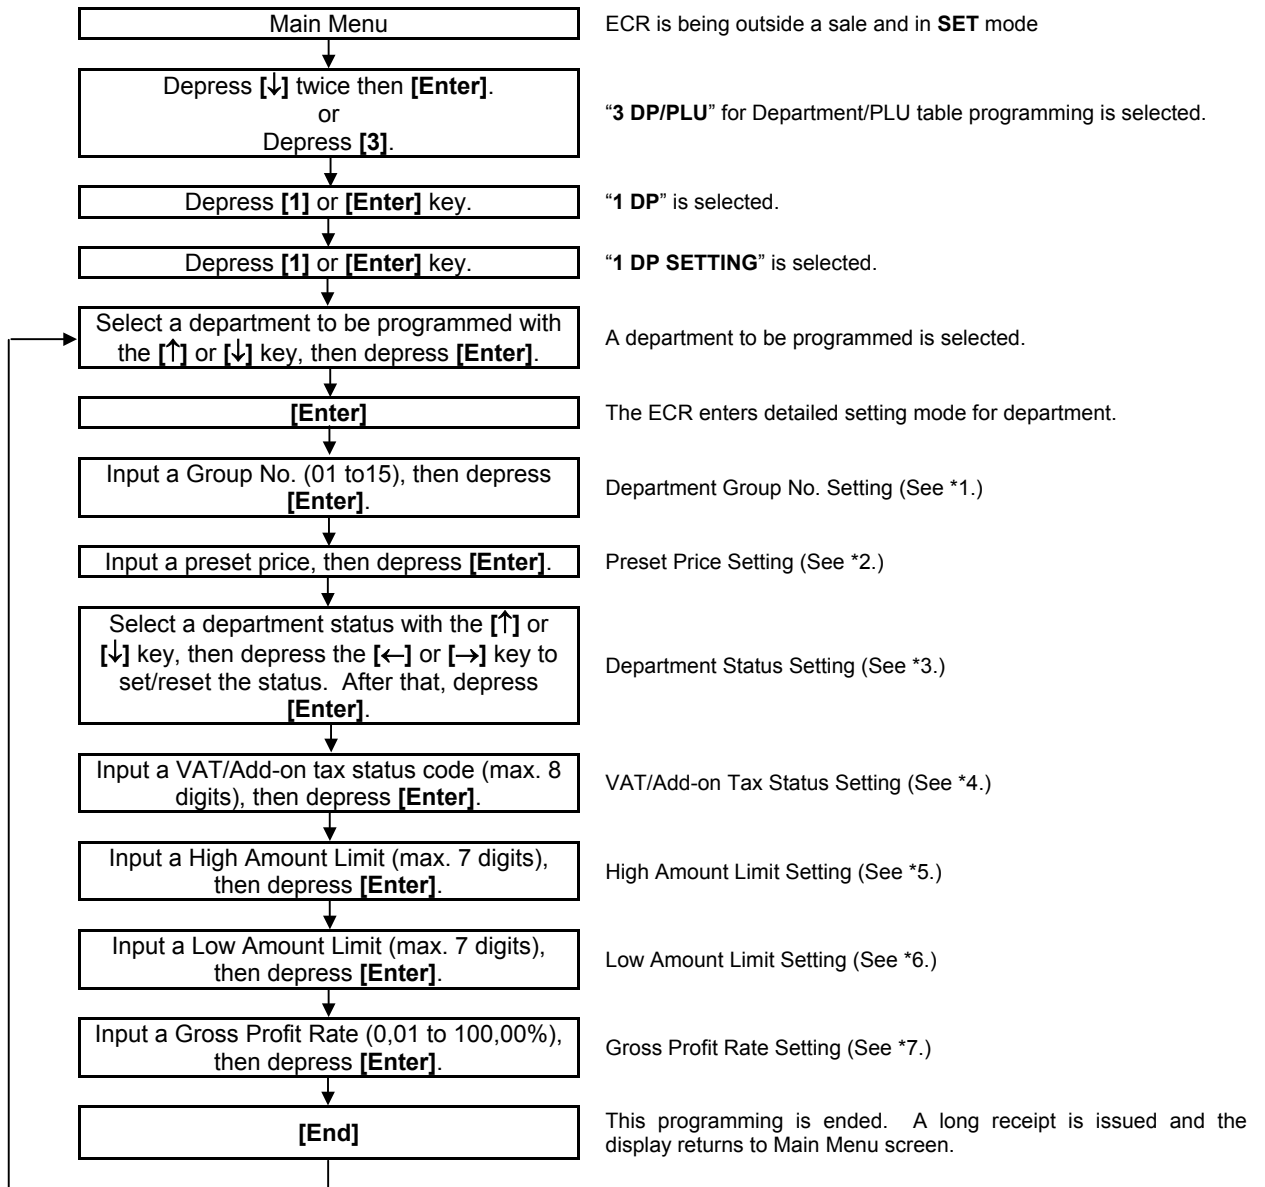 Main Menu
ECR is being outside a sale and in SET mode
Depress [↓] twice then [Enter].
or
Depress [3].
“3 DP/PLU” for Department/PLU table programming is selected.
Depress [1] or [Enter] key.
“1 DP” is selected.
Depress [1] or [Enter] key.
“1 DP SETTING” is selected.
Select a department to be programmed with
the [↑] or [↓] key, then depress [Enter].
A department to be programmed is selected.
[Enter]
The ECR enters detailed setting mode for department.
Input a Group No. (01 to15), then depress
[Enter].
Department Group No. Setting (See *1.)
Input a preset price, then depress [Enter].
Preset Price Setting (See *2.)
Select a department status with the [↑] or
[↓] key, then depress the [←] or [→] key to
set/reset the status. After that, depress
[Enter].
Department Status Setting (See *3.)
Input a VAT/Add-on tax status code (max. 8
digits), then depress [Enter].
VAT/Add-on Tax Status Setting (See *4.)
Input a High Amount Limit (max. 7 digits),
then depress [Enter].
High Amount Limit Setting (See *5.)
Input a Low Amount Limit (max. 7 digits),
then depress [Enter].
Low Amount Limit Setting (See *6.)
Input a Gross Profit Rate (0,01 to 100,00%),
then depress [Enter].
Gross Profit Rate Setting (See *7.)
[End]
This programming is ended. A long receipt is issued and the
display returns to Main Menu screen.